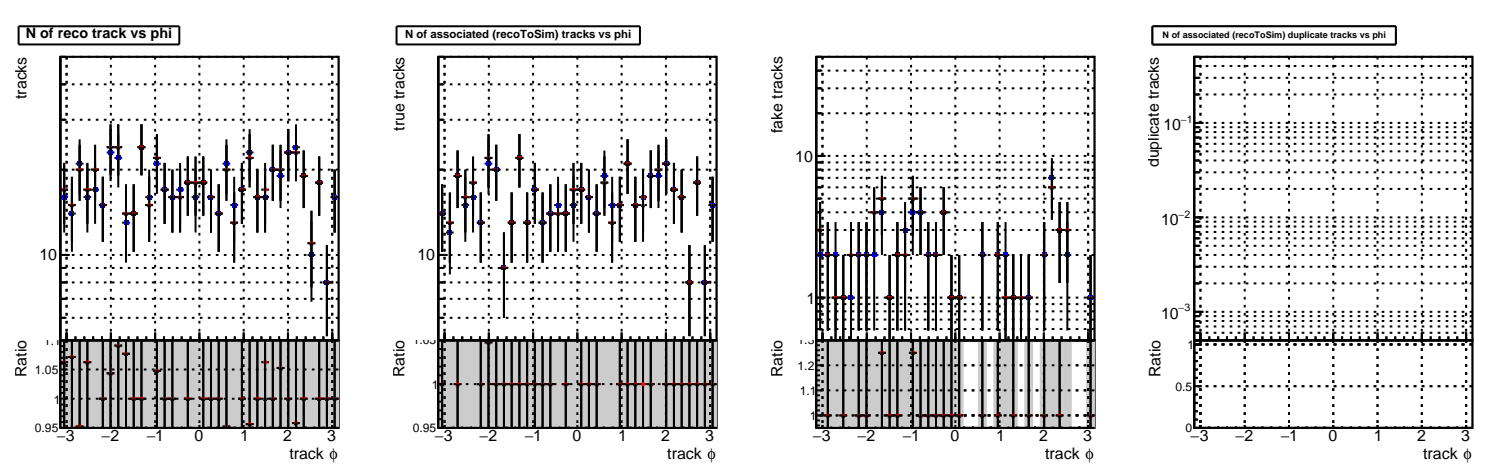 N of reco track vs phi
tracks
10
Ratio
1.05
1
0.95
−3 −2 −1 0 1 2 3
track ϕ
N of associated (recoToSim) tracks vs phi
true tracks
10
Ratio
1
0.95
−3 −2 −1 0 1 2 3
track ϕ
fake tracks
10
1
Ratio
1.2
1.1
1
−3 −2 −1 0 1 2 3
track ϕ
N of associated (recoToSim) duplicate tracks vs phi
duplicate tracks
10−1
10−2
10−3
Ratio
1
0.5
0
−3 −2 −1 0 1 2 3
track ϕ